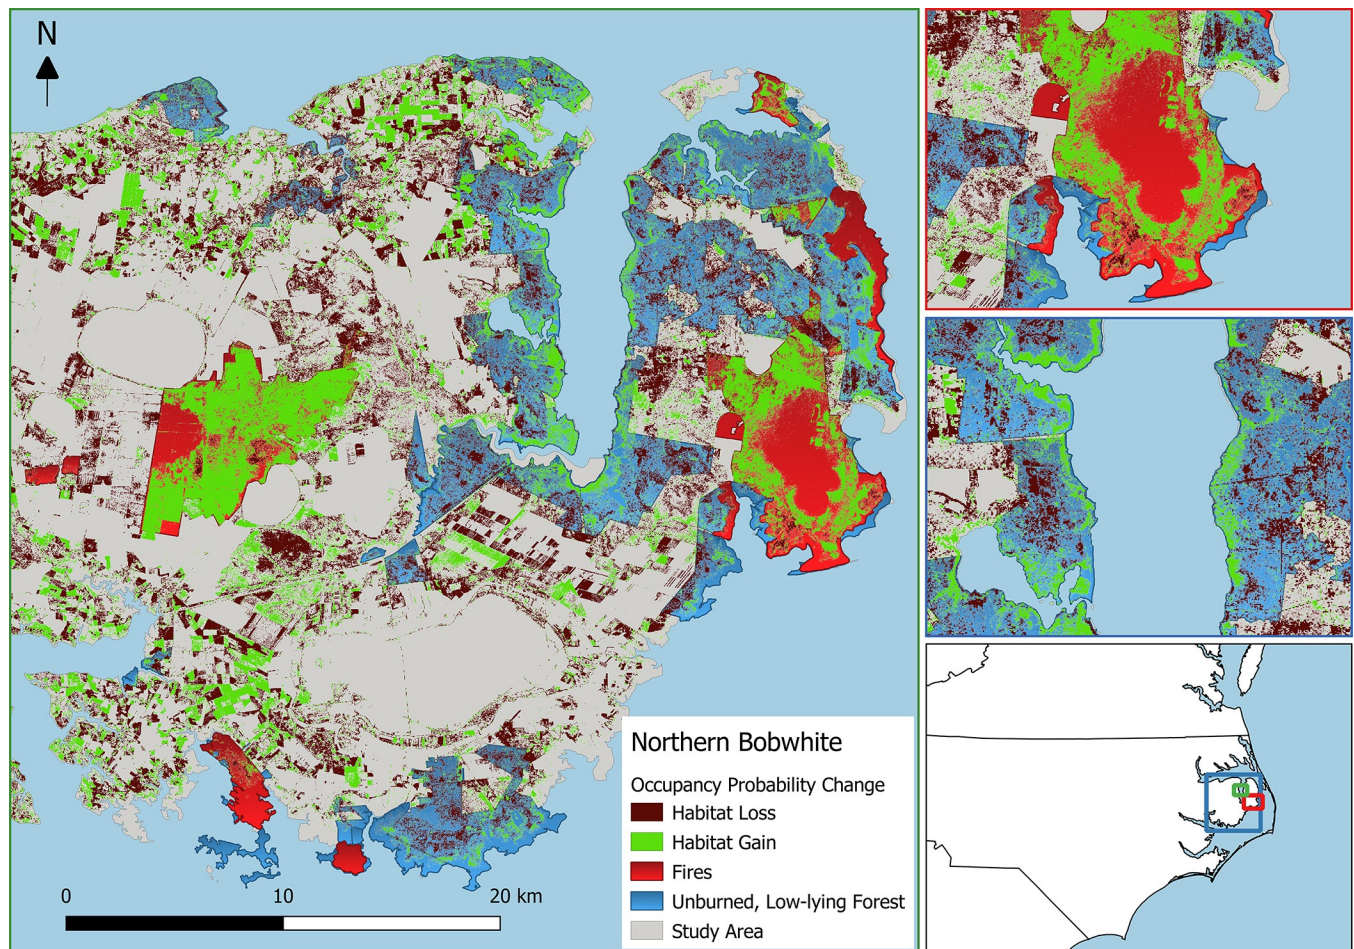 N
Northern Bobwhite
Occupancy Probability Change
Habitat Loss
Habitat Gain
Fires
Unburned, Low-lying Forest
Study Area
0 10 20 km